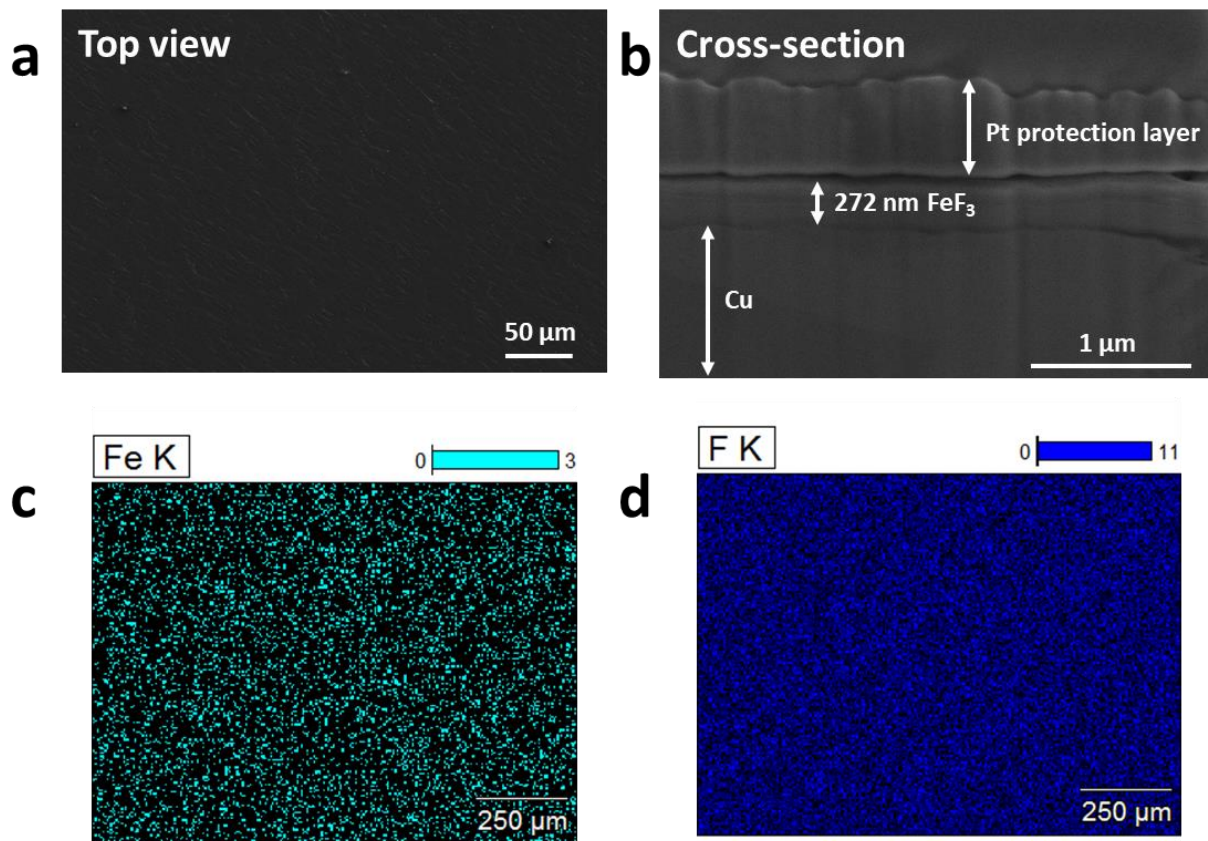 a
Top view
50 µm
b
Cross-section
Pt protection layer
272 nm FeF₃
Cu
1 µm
c
Fe K
0 3
250 µm
d
F K
0 11
250 µm